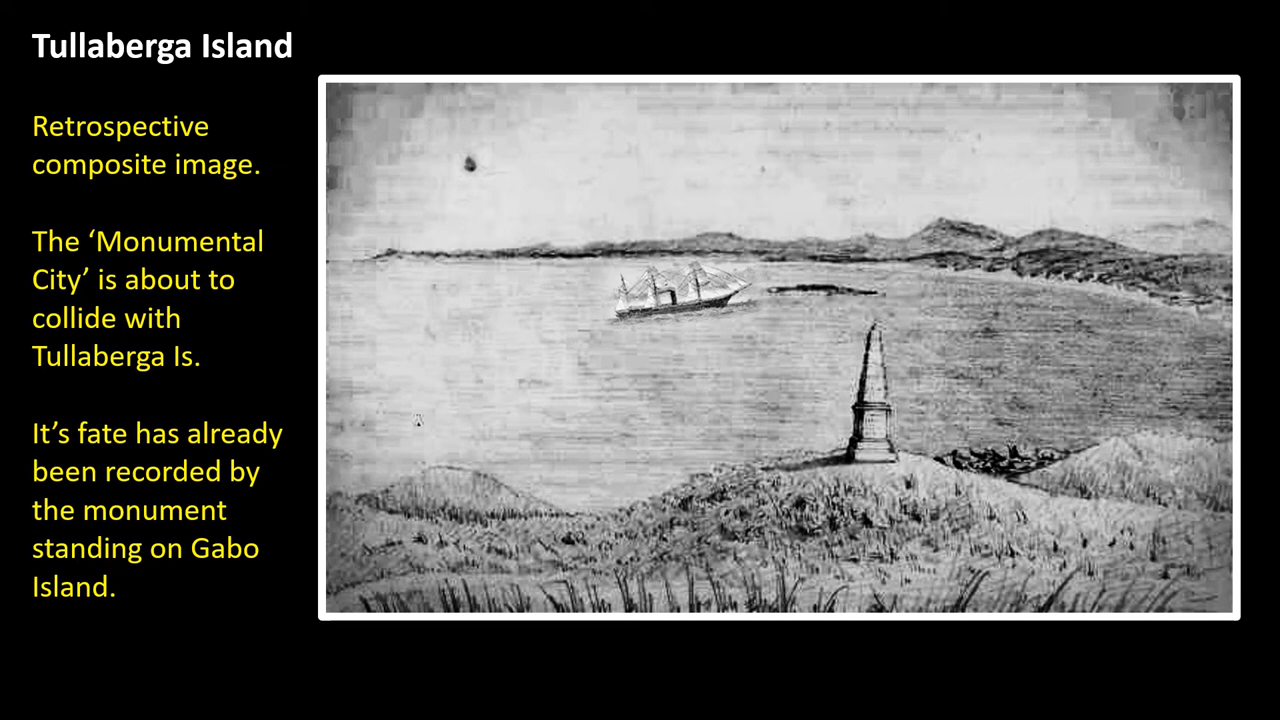 Tullaberga Island
Retrospective
composite image.
The ‘Monumental
City’ is about to
collide with
Tullaberga Is.
It’s fate has already
been recorded by
the monument
standing on Gabo
Island.